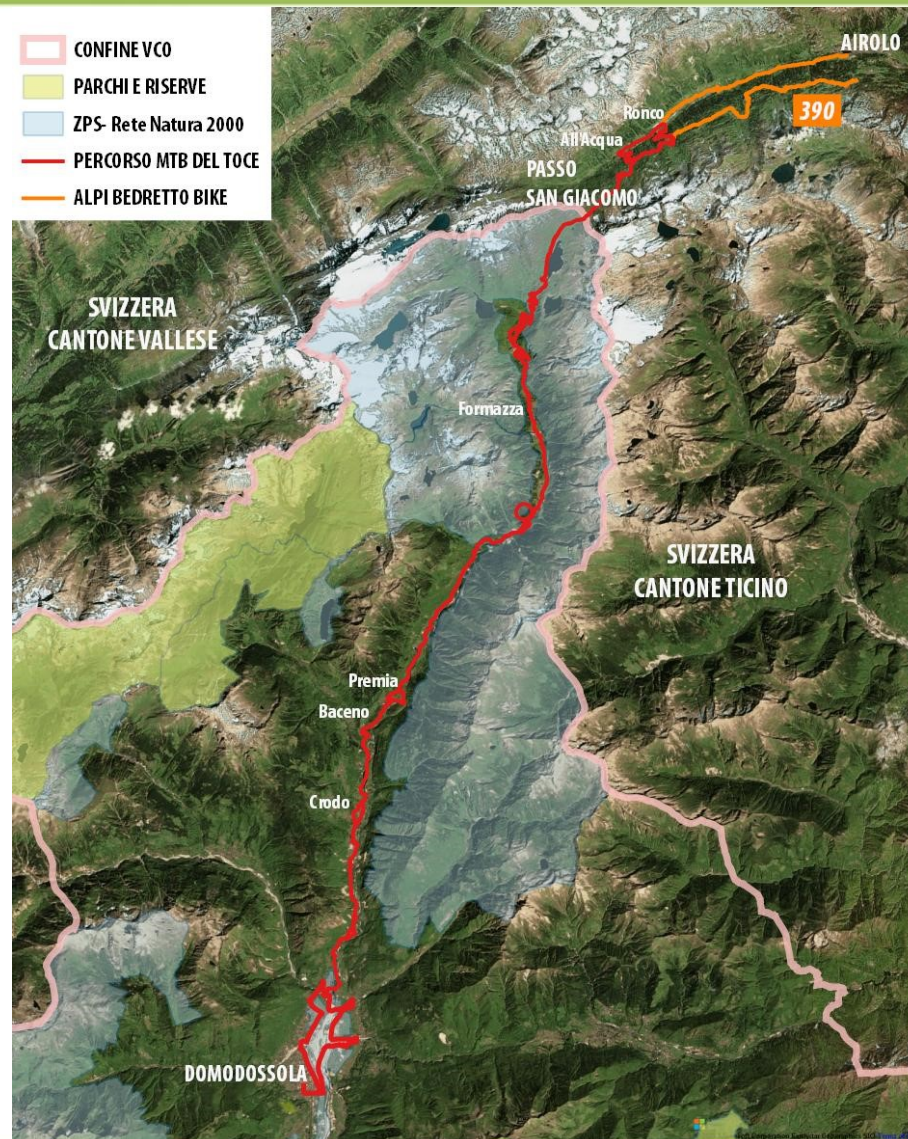 CONFINE VCO
PARCHI E RISERVE
ZPS- Rete Natura 2000
PERCORSO MTB DEL TOCE
ALPI BEDRETTO BIKE
AIROLO
390
Ronco
All'Acqua
PASSO
SAN GIACOMO
SVIZZERA
CANTONE VALLESE
Formazza
SVIZZERA
CANTONE TICINO
Premia
Baceno
Crodo
DOMODOSSOLA